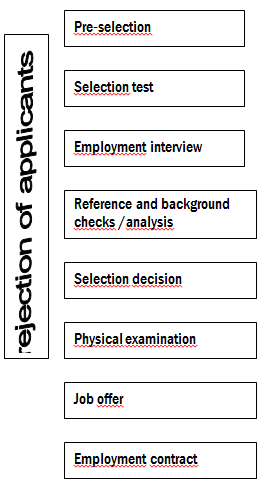 rejection of applicants
Pre-selection
Selection test
Employment interview
Reference and background
checks /analysis
Selection decision
Physical examination
Job offer
Employment contract